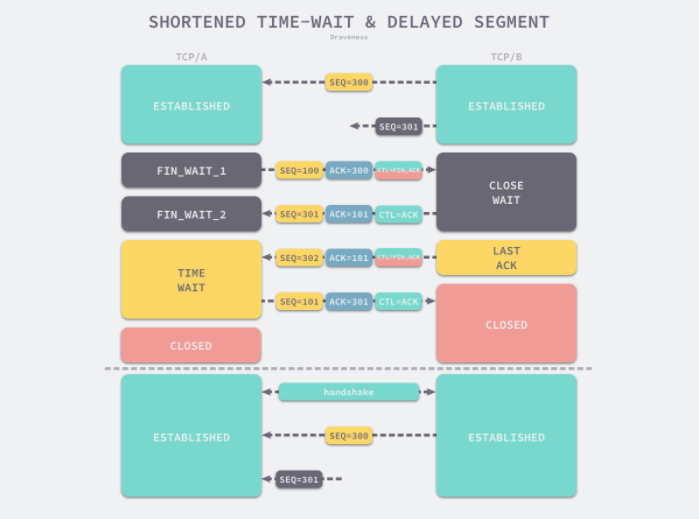 SHORTENED TIME-WAIT & DELAYED SEGMENT
Draveness
TCP/A
TCP/B
ESTABLISHED
SEQ=300
ESTABLISHED
SEQ=301
FIN_WAIT_1
SEQ=100
ACK=300
CTL=FIN,ACK
CLOSE
WAIT
FIN_WAIT_2
SEQ=301
ACK=101
CTL=ACK
TIME
WAIT
SEQ=302
ACK=101
CTL=FIN,ACK
LAST
ACK
SEQ=101
ACK=301
CTL=ACK
CLOSED
CLOSED
ESTABLISHED
handshake
ESTABLISHED
SEQ=300
SEQ=301